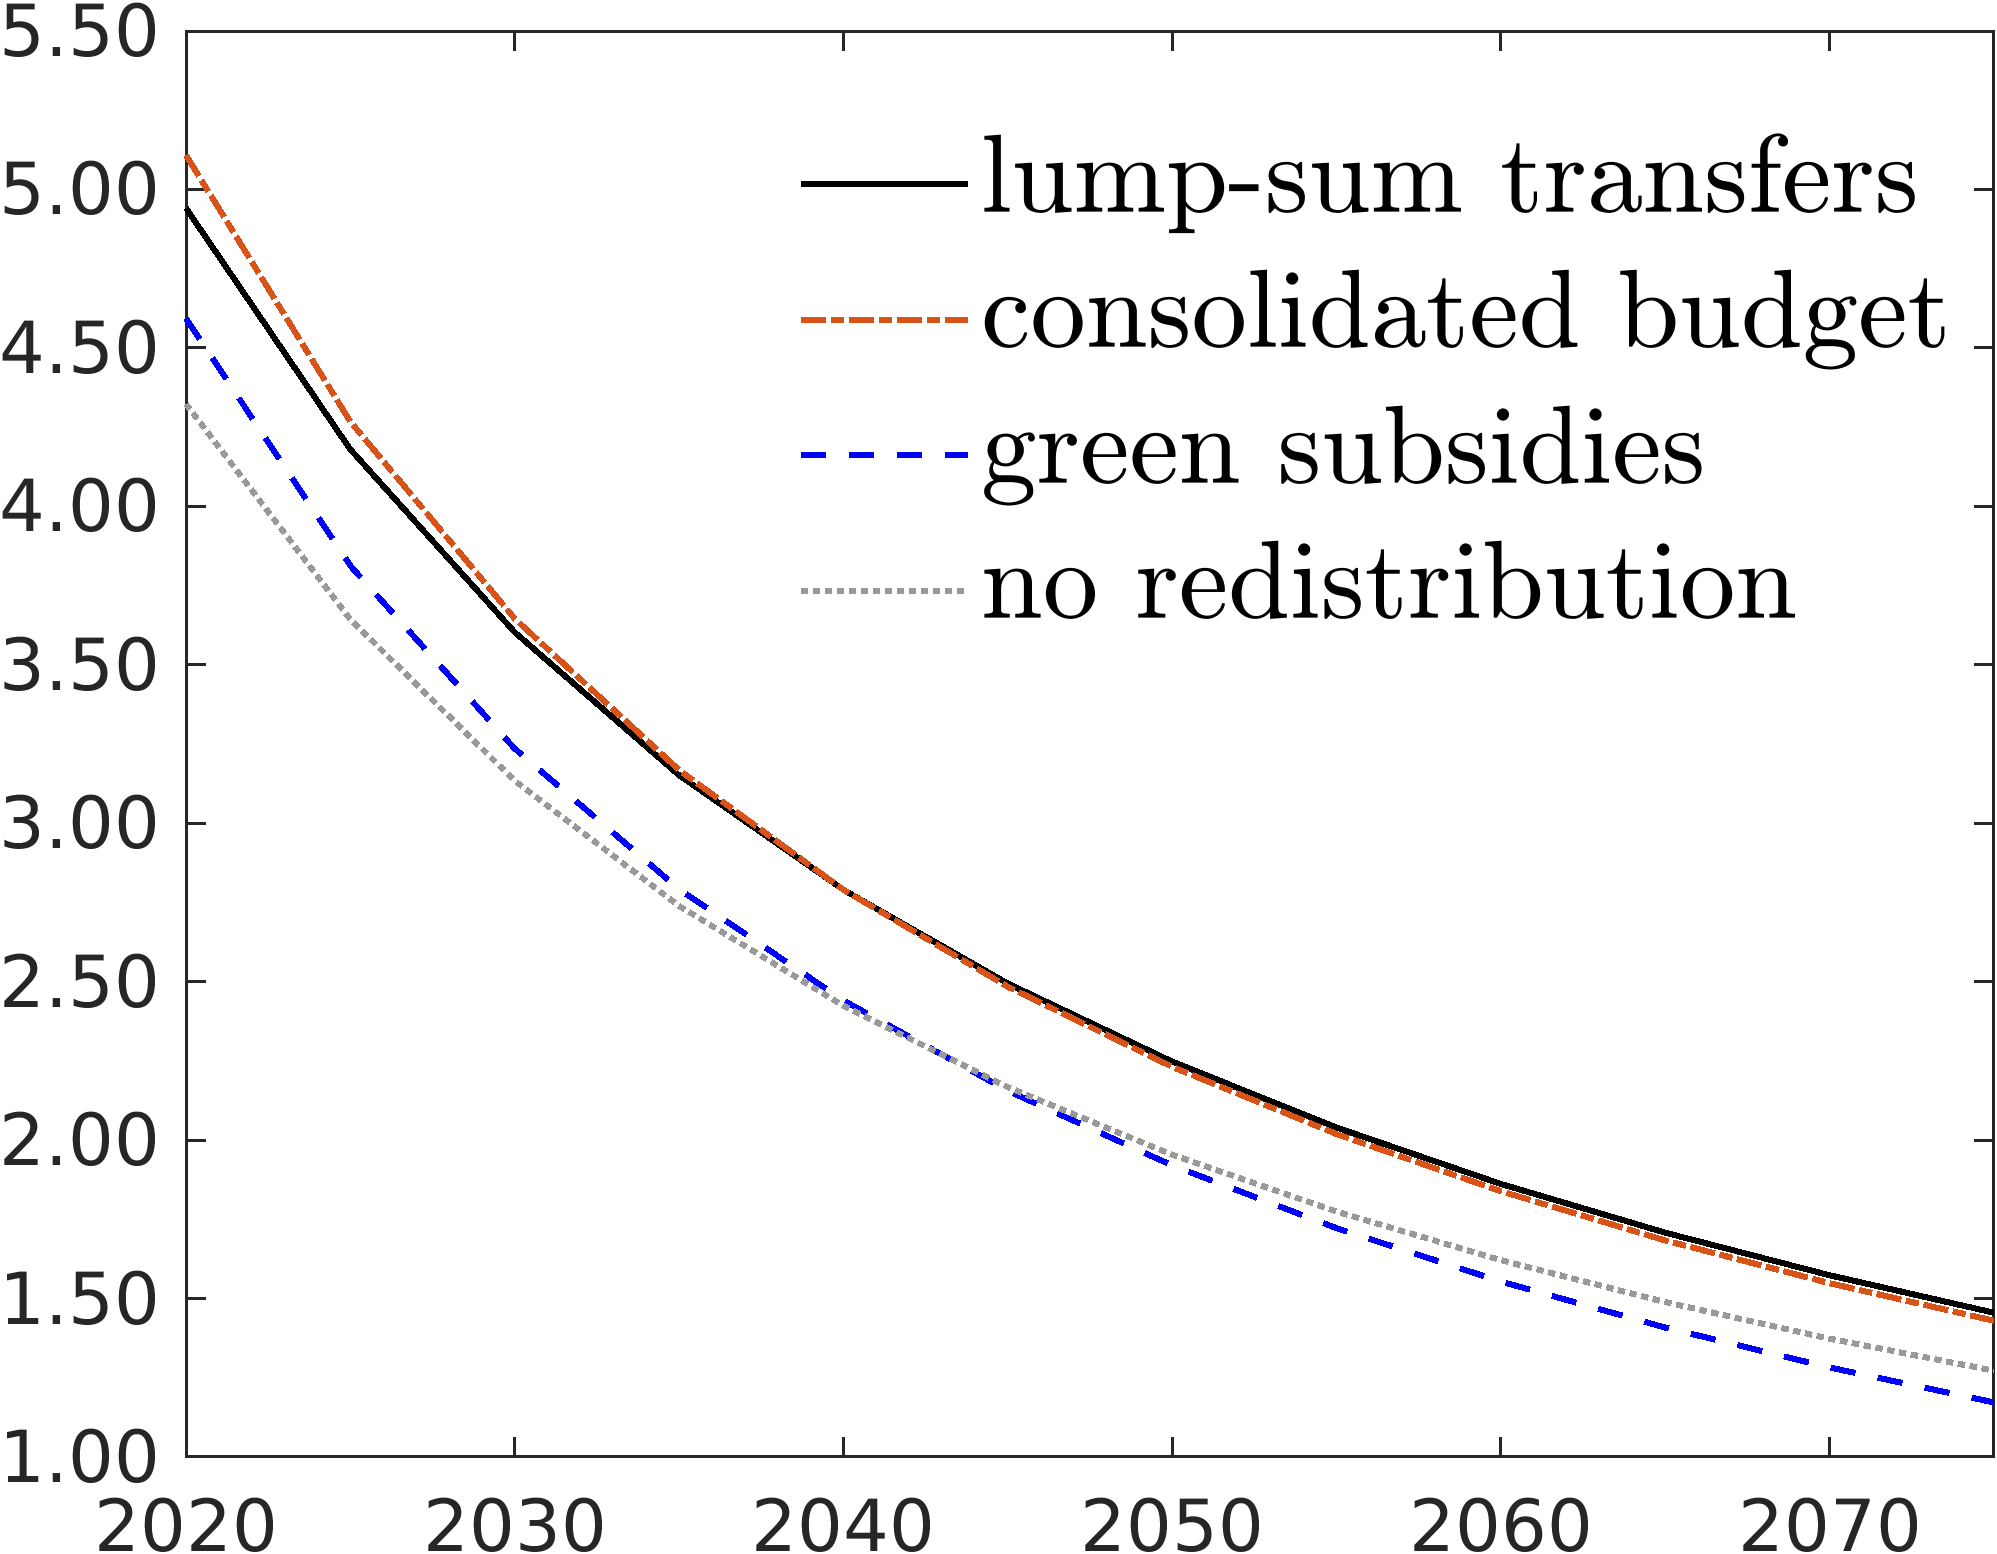 5.50
5.00
4.50
4.00
3.50
3.00
2.50
2.00
1.50
1.00
lump-sum transfers
consolidated budget
green subsidies
no redistribution
2020 2030 2040 2050 2060 2070